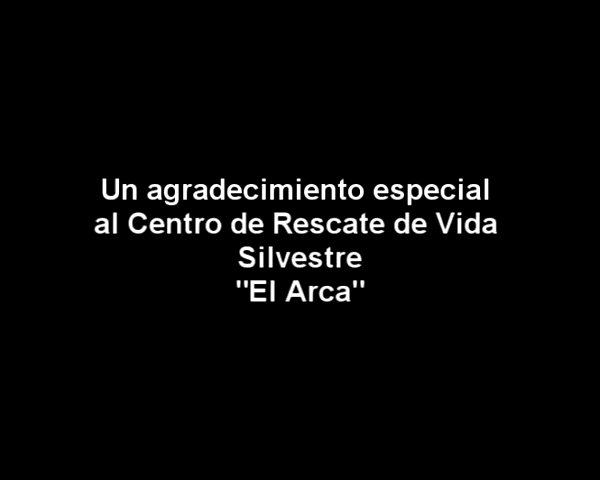 Un agradecimiento especial
al Centro de Rescate de Vida
Silvestre
"El Arca"